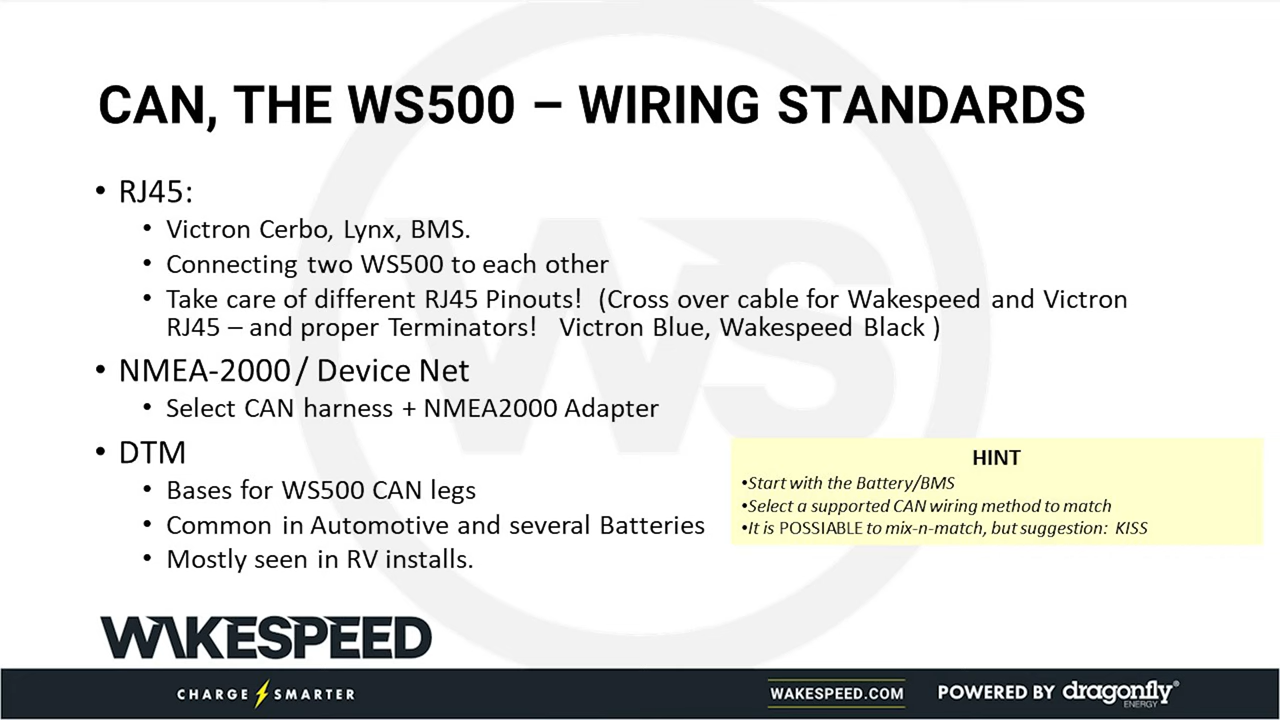 CAN, THE WS500 – WIRING STANDARDS
• RJ45:
• Victron Cerbo, Lynx, BMS.
• Connecting two WS500 to each other
• Take care of different RJ45 Pinouts! (Cross over cable for Wakespeed and Victron
RJ45 – and proper Terminators! Victron Blue, Wakespeed Black )
• NMEA-2000 / Device Net
• Select CAN harness + NMEA2000 Adapter
• DTM
• Bases for WS500 CAN legs
• Common in Automotive and several Batteries
• Mostly seen in RV installs.
HINT
•Start with the Battery/BMS
•Select a supported CAN wiring method to match
•It is POSSIABLE to mix-n-match, but suggestion: KISS
WS
WAKESPEED
CHARGE SMARTER
WAKESPEED.COM
POWERED BY dragonfly®
ENERGY